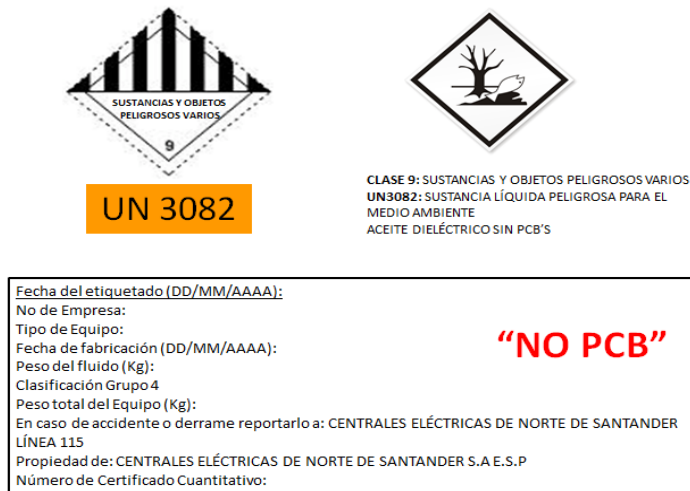 SUSTANCIAS Y OBJETOS
PELIGROSOS VARIOS
9
UN 3082
CLASE 9: SUSTANCIAS Y OBJETOS PELIGROSOS VARIOS
UN3082: SUSTANCIA LÍQUIDA PELIGROSA PARA EL
MEDIO AMBIENTE
ACEITE DIELÉCTRICO SIN PCB'S
Fecha del etiquetado (DD/MM/AAAA):
No de Empresa:
Tipo de Equipo:
Fecha de fabricación (DD/MM/AAAA):
"NO PCB"
Peso del fluido (Kg):
Clasificación Grupo 4
Peso total del Equipo (Kg):
En caso de accidente o derrame reportarlo a: CENTRALES ELÉCTRICAS DE NORTE DE SANTANDER
LÍNEA 115
Propiedad de: CENTRALES ELÉCTRICAS DE NORTE DE SANTANDER S.A E.S.P
Número de Certificado Cuantitativo: